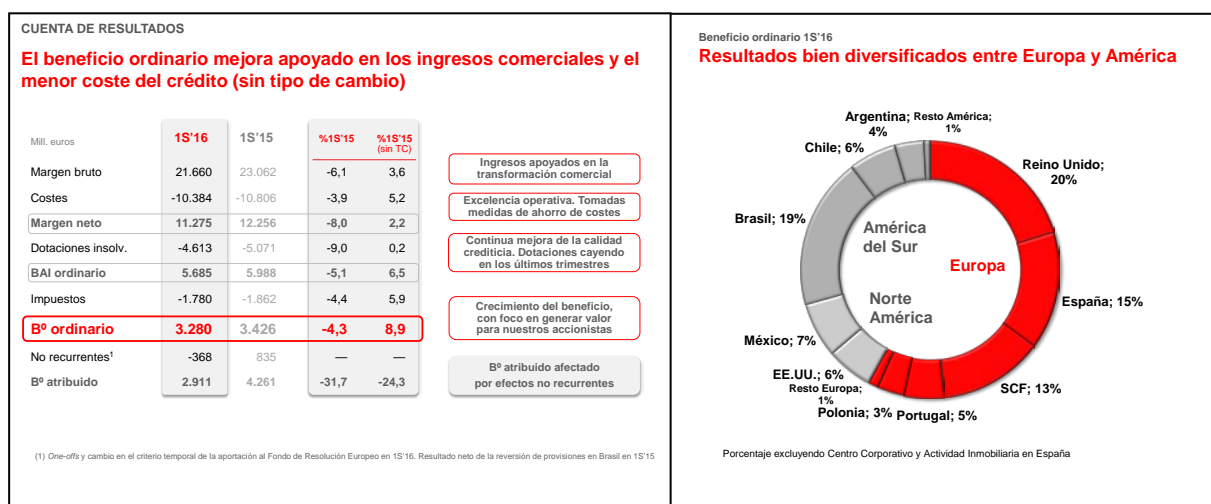 CUENTA DE RESULTADOS
El beneficio ordinario mejora apoyado en los ingresos comerciales y el
menor coste del crédito (sin tipo de cambio)
Mill. euros 1S'16 1S'15 %1S'15 %1S'15
(sin TC)
Margen bruto 21.660 23.062 -6,1 3,6
Costes -10.384 -10.806 -3,9 5,2
Margen neto 11.275 12.256 -8,0 2,2
Dotaciones insolv. -4.613 -5.071 -9,0 0,2
BAI ordinario 5.685 5.988 -5,1 6,5
Impuestos -1.780 -1.862 -4,4 5,9
Bº ordinario 3.280 3.426 -4,3 8,9
No recurrentes1 -368 835 — —
Bº atribuido 2.911 4.261 -31,7 -24,3
Ingresos apoyados en la
transformación comercial
Excelencia operativa. Tomadas
medidas de ahorro de costes
Continua mejora de la calidad
crediticia. Dotaciones cayendo
en los últimos trimestres
Crecimiento del beneficio,
con foco en generar valor
para nuestros accionistas
Bº atribuido afectado
por efectos no recurrentes
(1) One-offs y cambio en el criterio temporal de la aportación al Fondo de Resolución Europeo en 1S'16. Resultado neto de la reversión de provisiones en Brasil en 1S'15
Beneficio ordinario 1S'16
Resultados bien diversificados entre Europa y América
Argentina;
4%
Resto América;
1%
Chile; 6%
Reino Unido;
20%
Brasil; 19%
América
del Sur
Europa
Norte
América
España; 15%
México; 7%
EE.UU.; 6%
Resto Europa;
1%
SCF; 13%
Polonia; 3%
Portugal; 5%
Porcentaje excluyendo Centro Corporativo y Actividad Inmobiliaria en España